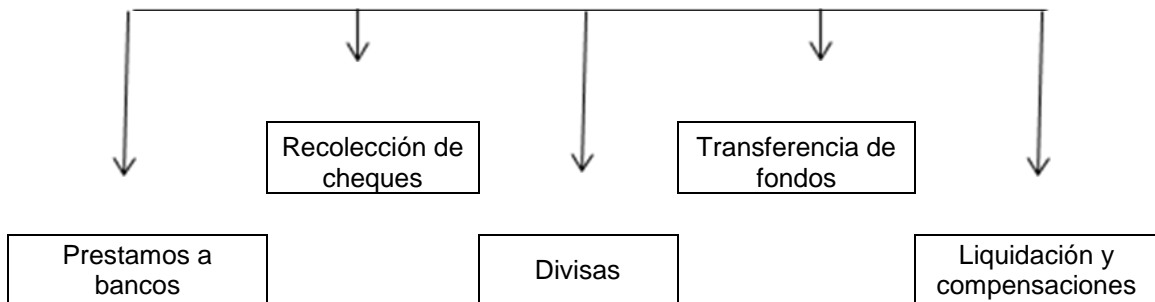 Recolección de
cheques
Transferencia de
fondos
Prestamos a
bancos
Divisas
Liquidación y
compensaciones